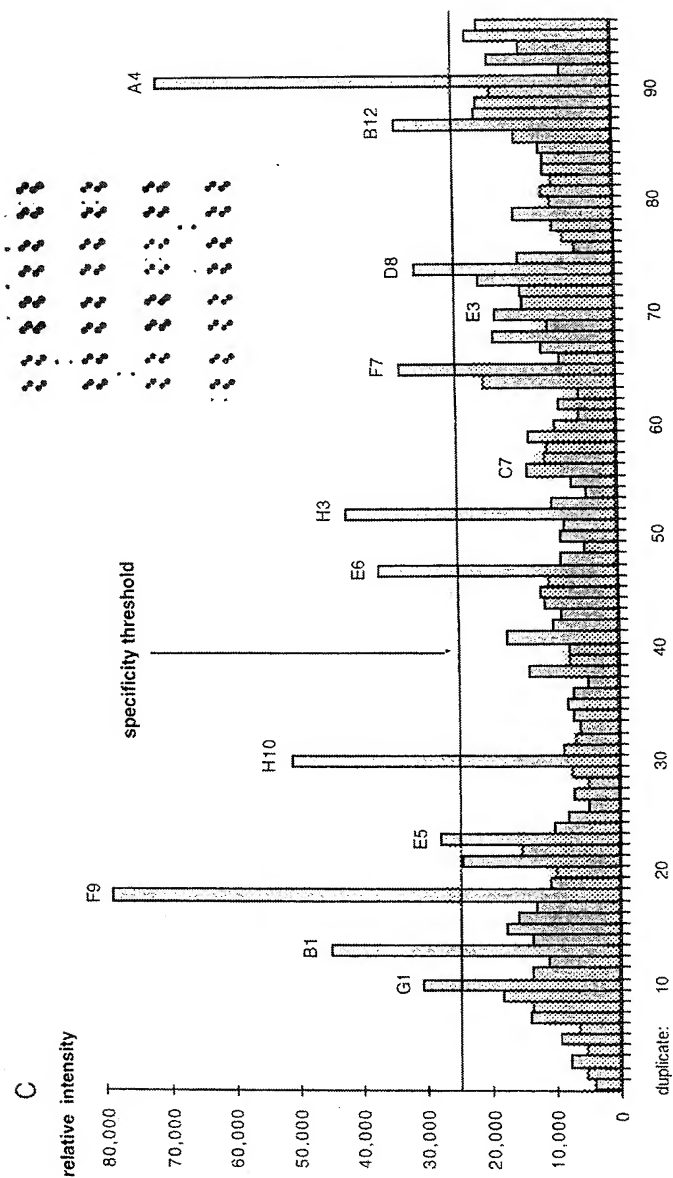 C
relative intensity
80,000
70,000
60,000
50,000
40,000
30,000
20,000
10,000
0
specificity threshold
G1
B1
F9
E5
H10
E6
H3
C7
F7
E3
D8
B12
A4
duplicate:
10
20
30
40
50
60
70
80
90